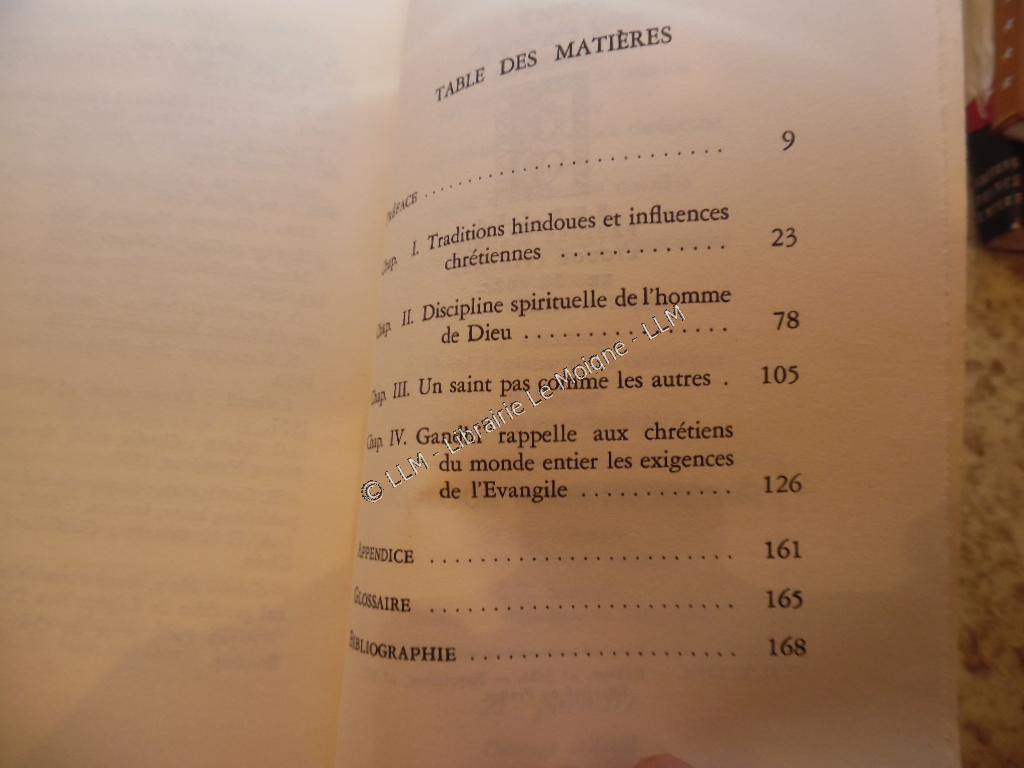 TABLE DES MATIÈRES
PRÉFACE ............................ 9
Chap. I. Traditions hindoues et influences
chrétiennes ............. 23
Chap. II. Discipline spirituelle de l'homme
de Dieu ................ 78
Chap. III. Un saint pas comme les autres . 105
Chap. IV. Gandhi rappelle aux chrétiens
du monde entier les exigences
de l'Evangile ............ 126
APPENDICE ........................ 161
GLOSSAIRE ........................ 165
BIBLIOGRAPHIE ..................... 168
© LLM - Librairie Le Moigne - LLM